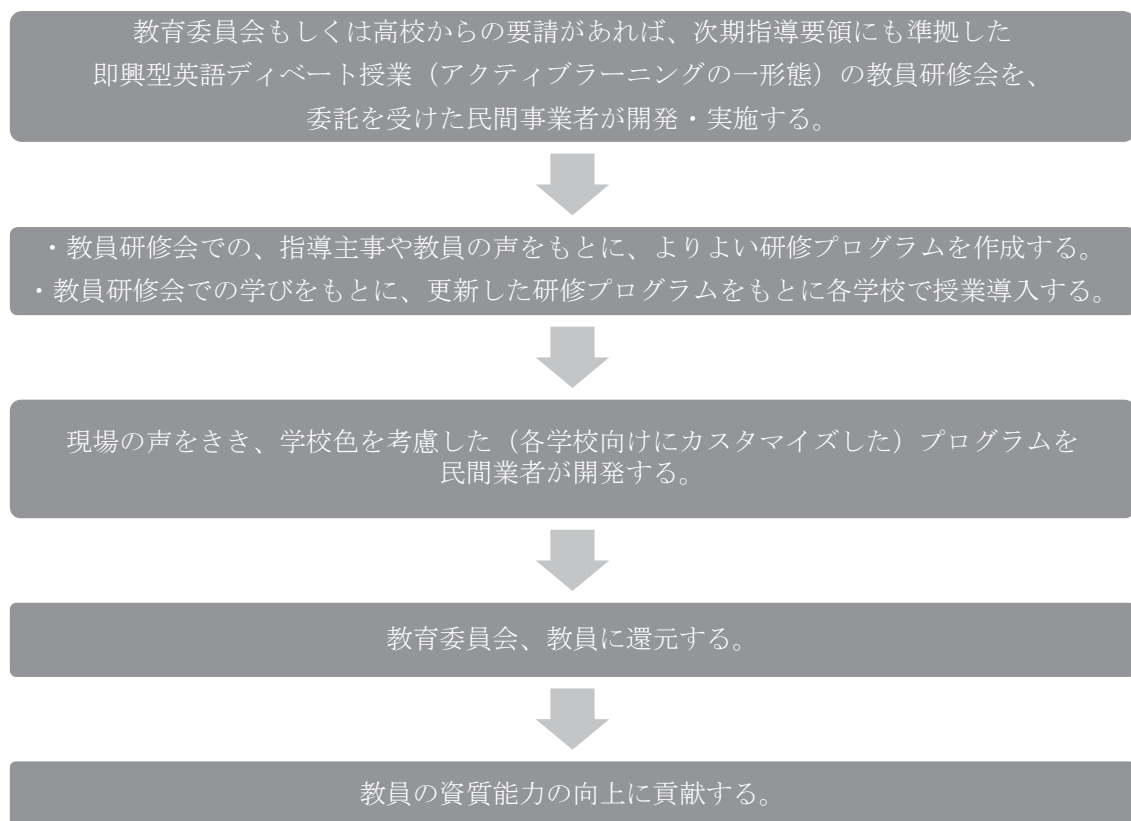 教育委員会もしくは高校からの要請があれば、次期指導要領にも準拠した
即興型英語ディベート授業（アクティブラーニングの一形態）の教員研修会を、
委託を受けた民間事業者が開発・実施する。
・教員研修会での、指導主事や教員の声をもとに、よりよい研修プログラムを作成する。
・教員研修会での学びをもとに、更新した研修プログラムをもとに各学校で授業導入する。
現場の声をきき、学校色を考慮した（各学校向けにカスタマイズした）プログラムを
民間業者が開発する。
教育委員会、教員に還元する。
教員の資質能力の向上に貢献する。